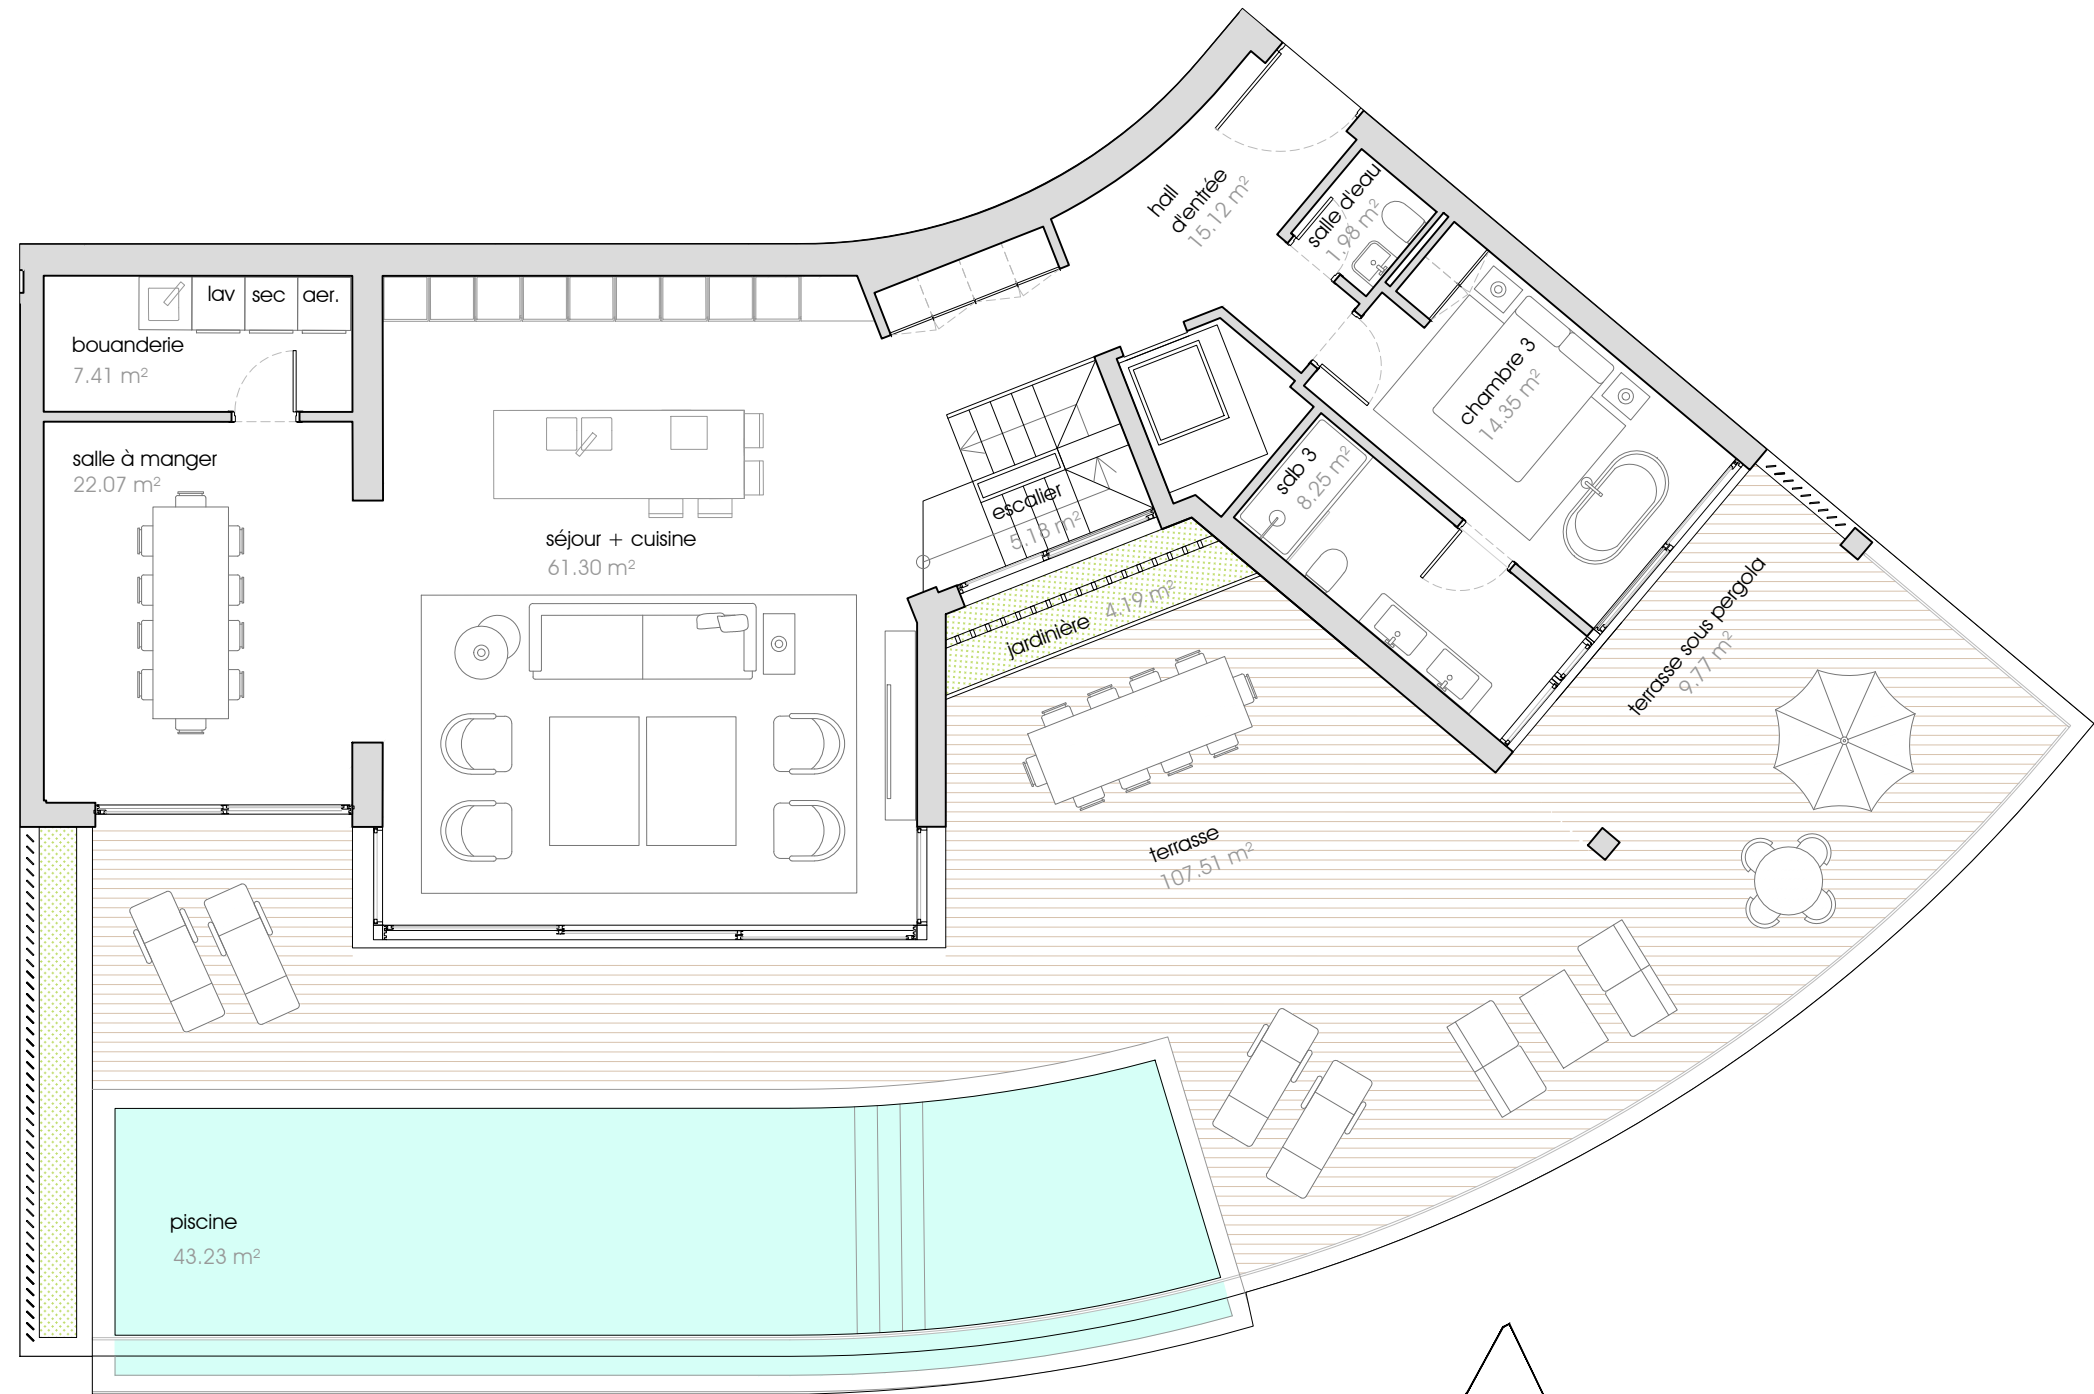 hall
d'entrée
15.12 m²
salle d'eau
1.98 m²
lav
sec
aer.
bouanderie
7.41 m²
chambre 3
14.35 m²
salle à manger
22.07 m²
sdb 3
8.25 m²
escalier
5.18 m²
séjour + cuisine
61.30 m²
jardinière 4.19 m²
terrasse sous pergola
9.77 m²
terrasse
107.51 m²
piscine
43.23 m²